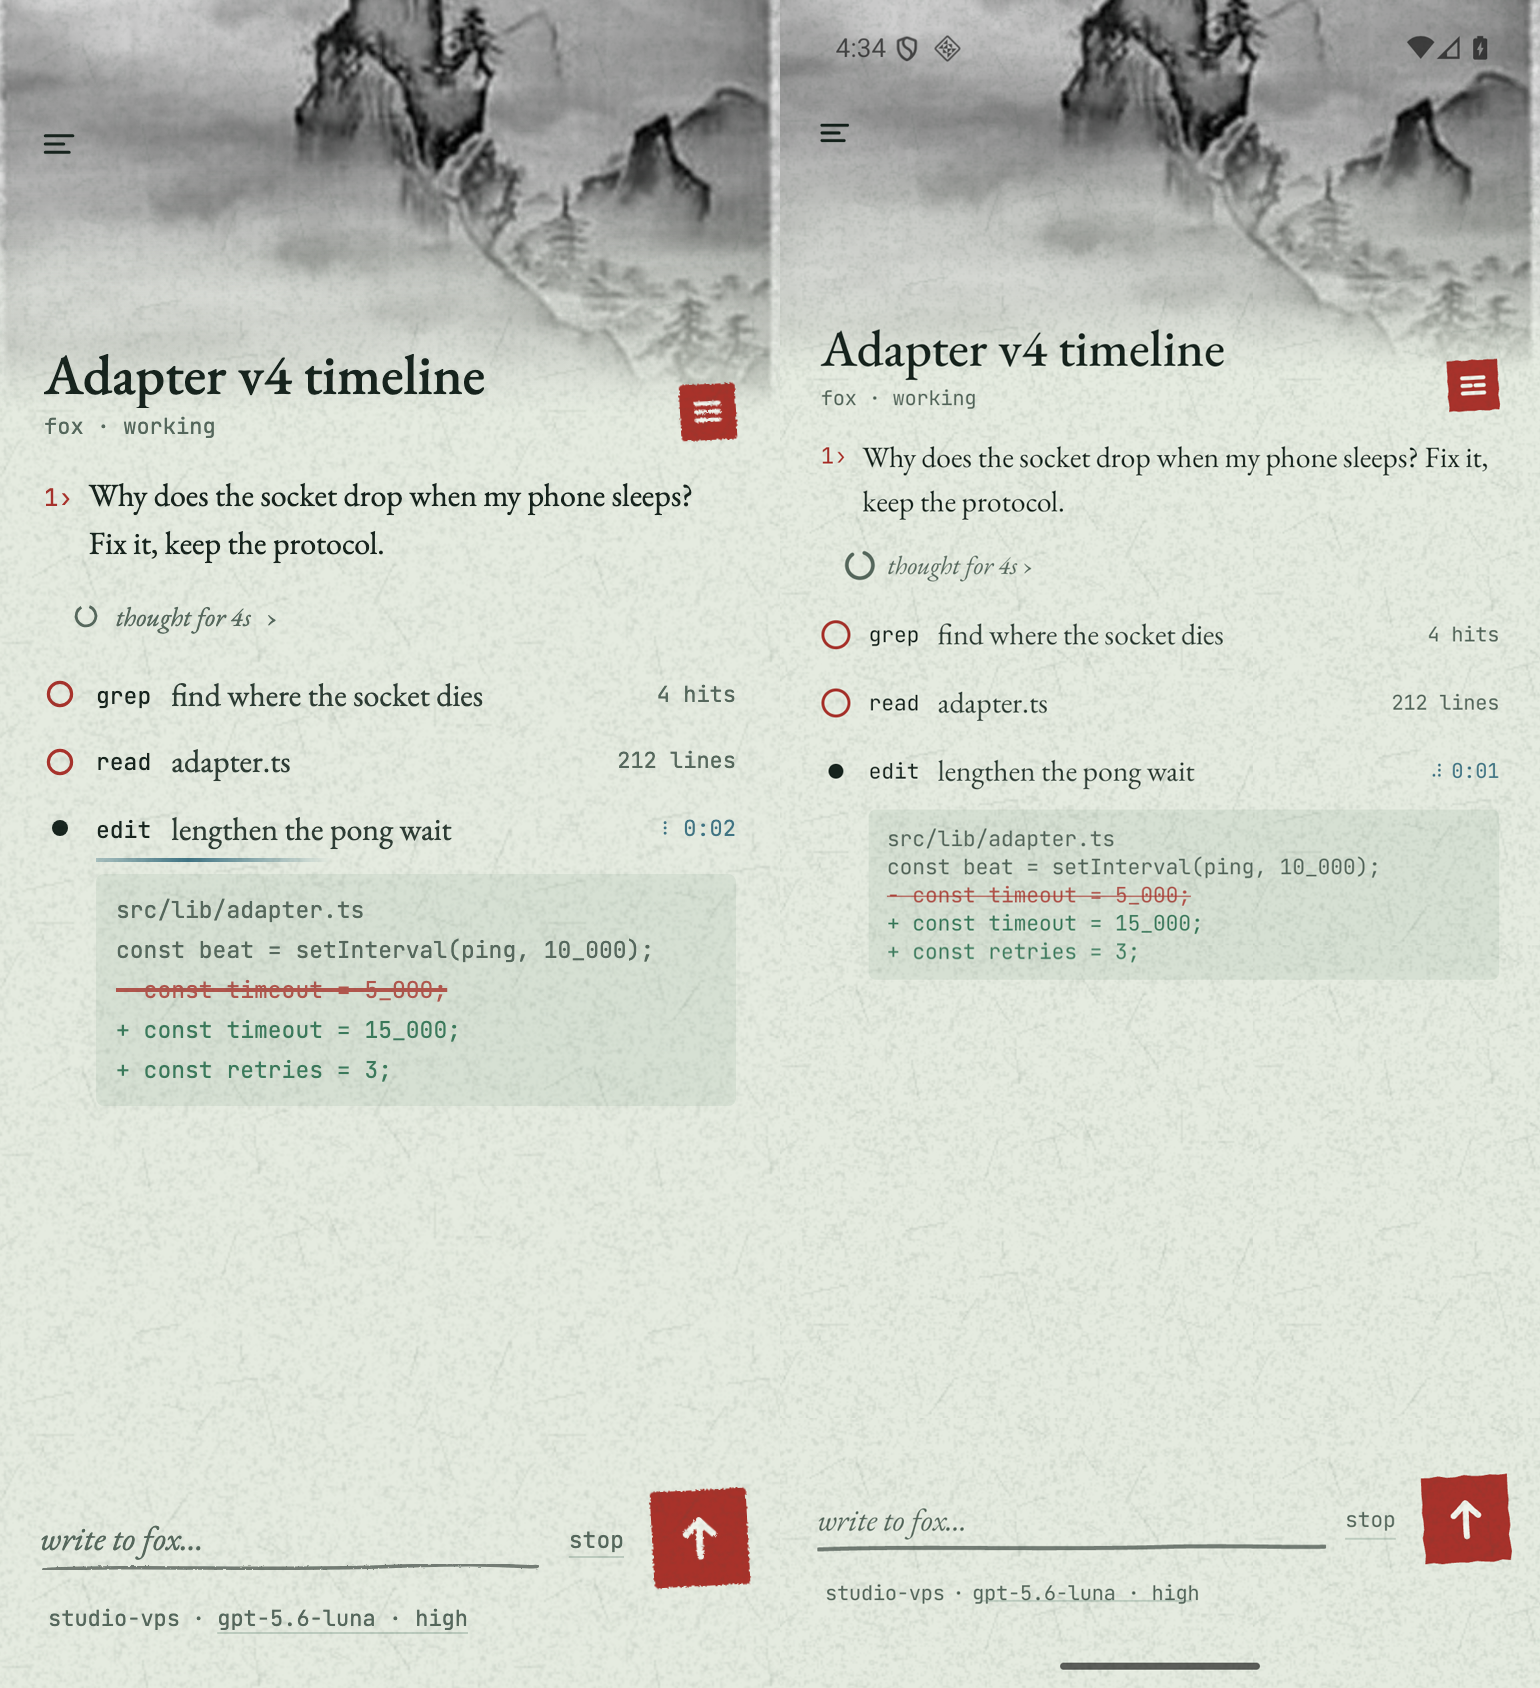 Adapter v4 timeline
fox · working
1› Why does the socket drop when my phone sleeps?
Fix it, keep the protocol.
thought for 4s ›
grep find where the socket dies 4 hits
read adapter.ts 212 lines
edit lengthen the pong wait ⠇0:02
src/lib/adapter.ts
const beat = setInterval(ping, 10_000);
- const timeout = 5_000;
+ const timeout = 15_000;
+ const retries = 3;
write to fox...
stop
studio-vps · gpt-5.6-luna · high
4:34
Adapter v4 timeline
fox · working
1› Why does the socket drop when my phone sleeps? Fix it,
keep the protocol.
thought for 4s ›
grep find where the socket dies 4 hits
read adapter.ts 212 lines
edit lengthen the pong wait ⠼0:01
src/lib/adapter.ts
const beat = setInterval(ping, 10_000);
- const timeout = 5_000;
+ const timeout = 15_000;
+ const retries = 3;
write to fox...
stop
studio-vps · gpt-5.6-luna · high